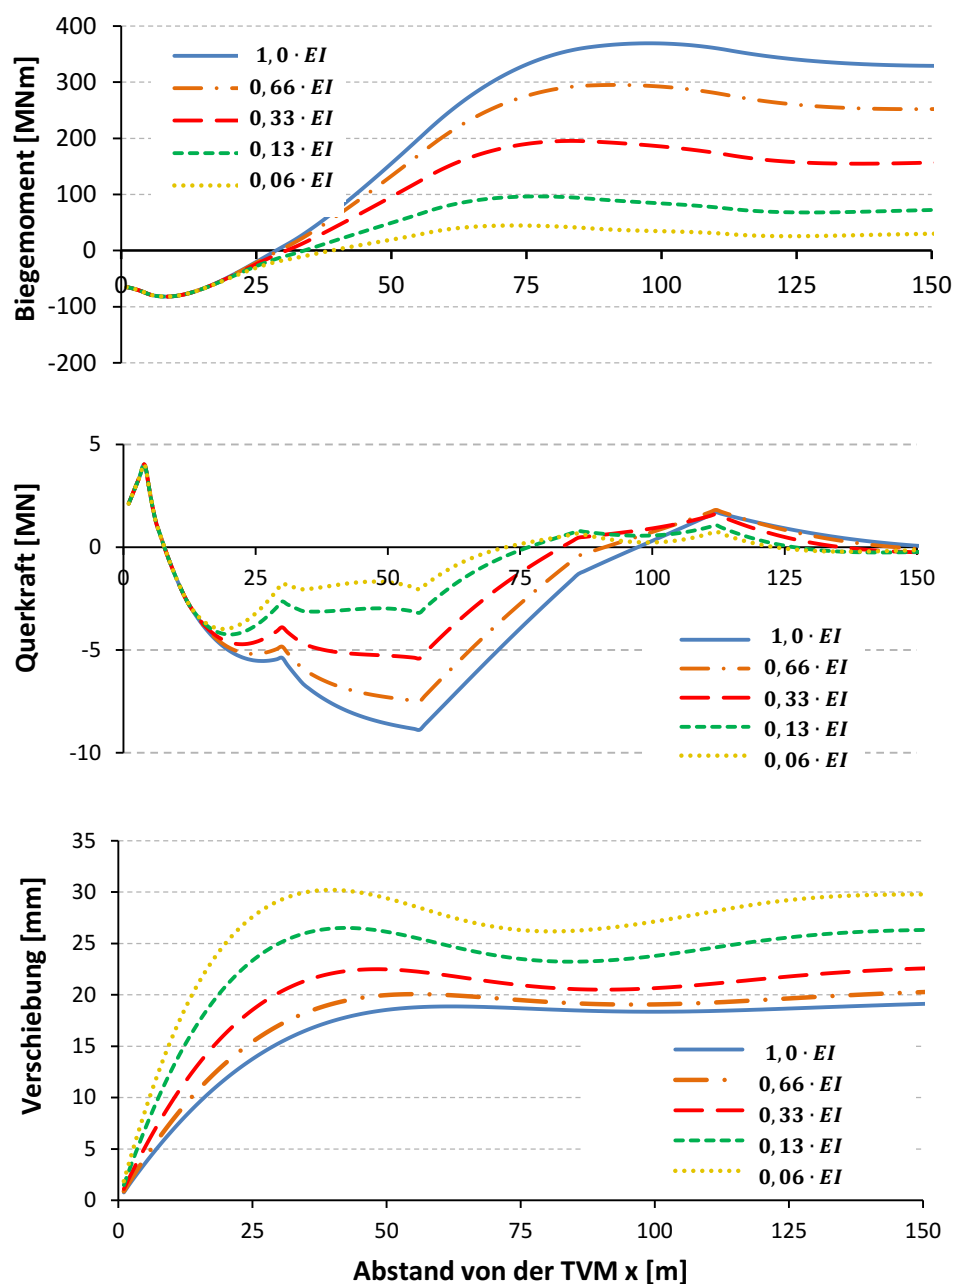 Biegemoment [MNm]
400
300
200
100
0
-100
-200
0 25 50 75 100 125 150
1,0 · EI
0,66 · EI
0,33 · EI
0,13 · EI
0,06 · EI
Querkraft [MN]
5
0
-5
-10
0 25 50 75 100 125 150
1,0 · EI
0,66 · EI
0,33 · EI
0,13 · EI
0,06 · EI
Verschiebung [mm]
35
30
25
20
15
10
5
0
1,0 · EI
0,66 · EI
0,33 · EI
0,13 · EI
0,06 · EI
0 25 50 75 100 125 150
Abstand von der TVM x [m]